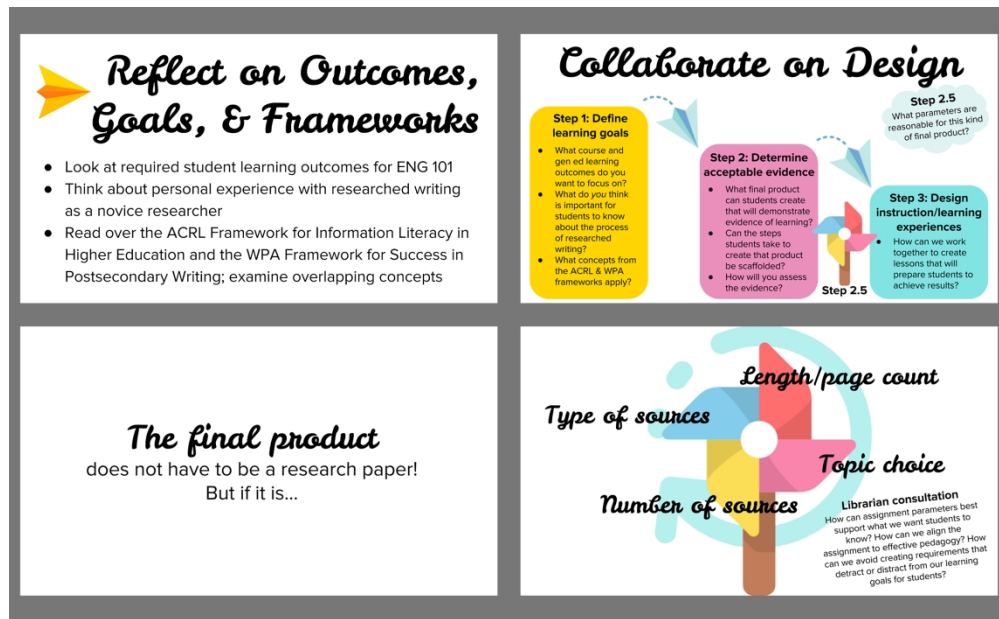 Reflect on Outcomes,
Goals, & Frameworks
● Look at required student learning outcomes for ENG 101
● Think about personal experience with researched writing
as a novice researcher
● Read over the ACRL Framework for Information Literacy in
Higher Education and the WPA Framework for Success in
Postsecondary Writing; examine overlapping concepts
Collaborate on Design
Step 1: Define
learning goals
● What course and
gen ed learning
outcomes do you
want to focus on?
● What do you think
is important for
students to know
about the process
of researched
writing?
● What concepts from
the ACRL & WPA
frameworks apply?
Step 2: Determine
acceptable evidence
● What final product
can students create
that will demonstrate
evidence of learning?
● Can the steps
students take to
create that product
be scaffolded?
● How will you assess
the evidence?
Step 2.5
Step 2.5
What parameters are
reasonable for this kind
of final product?
Step 3: Design
instruction/learning
experiences
● How can we work
together to create
lessons that will
prepare students to
achieve results?
The final product
does not have to be a research paper!
But if it is...
Length/page count
Type of sources
Topic choice
Number of sources
Librarian consultation
How can assignment parameters best
support what we want students to
know? How can we align the
assignment to effective pedagogy? How
can we avoid creating requirements that
detract or distract from our learning
goals for students?